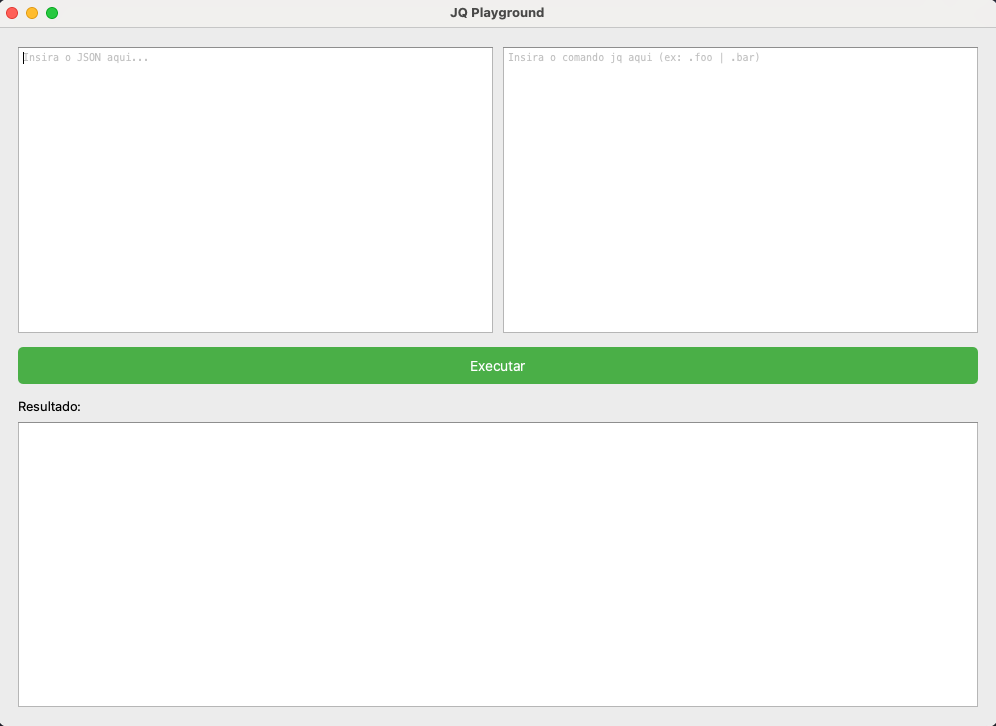 JQ Playground
Insira o JSON aqui...
Insira o comando jq aqui (ex: .foo | .bar)
Executar
Resultado: